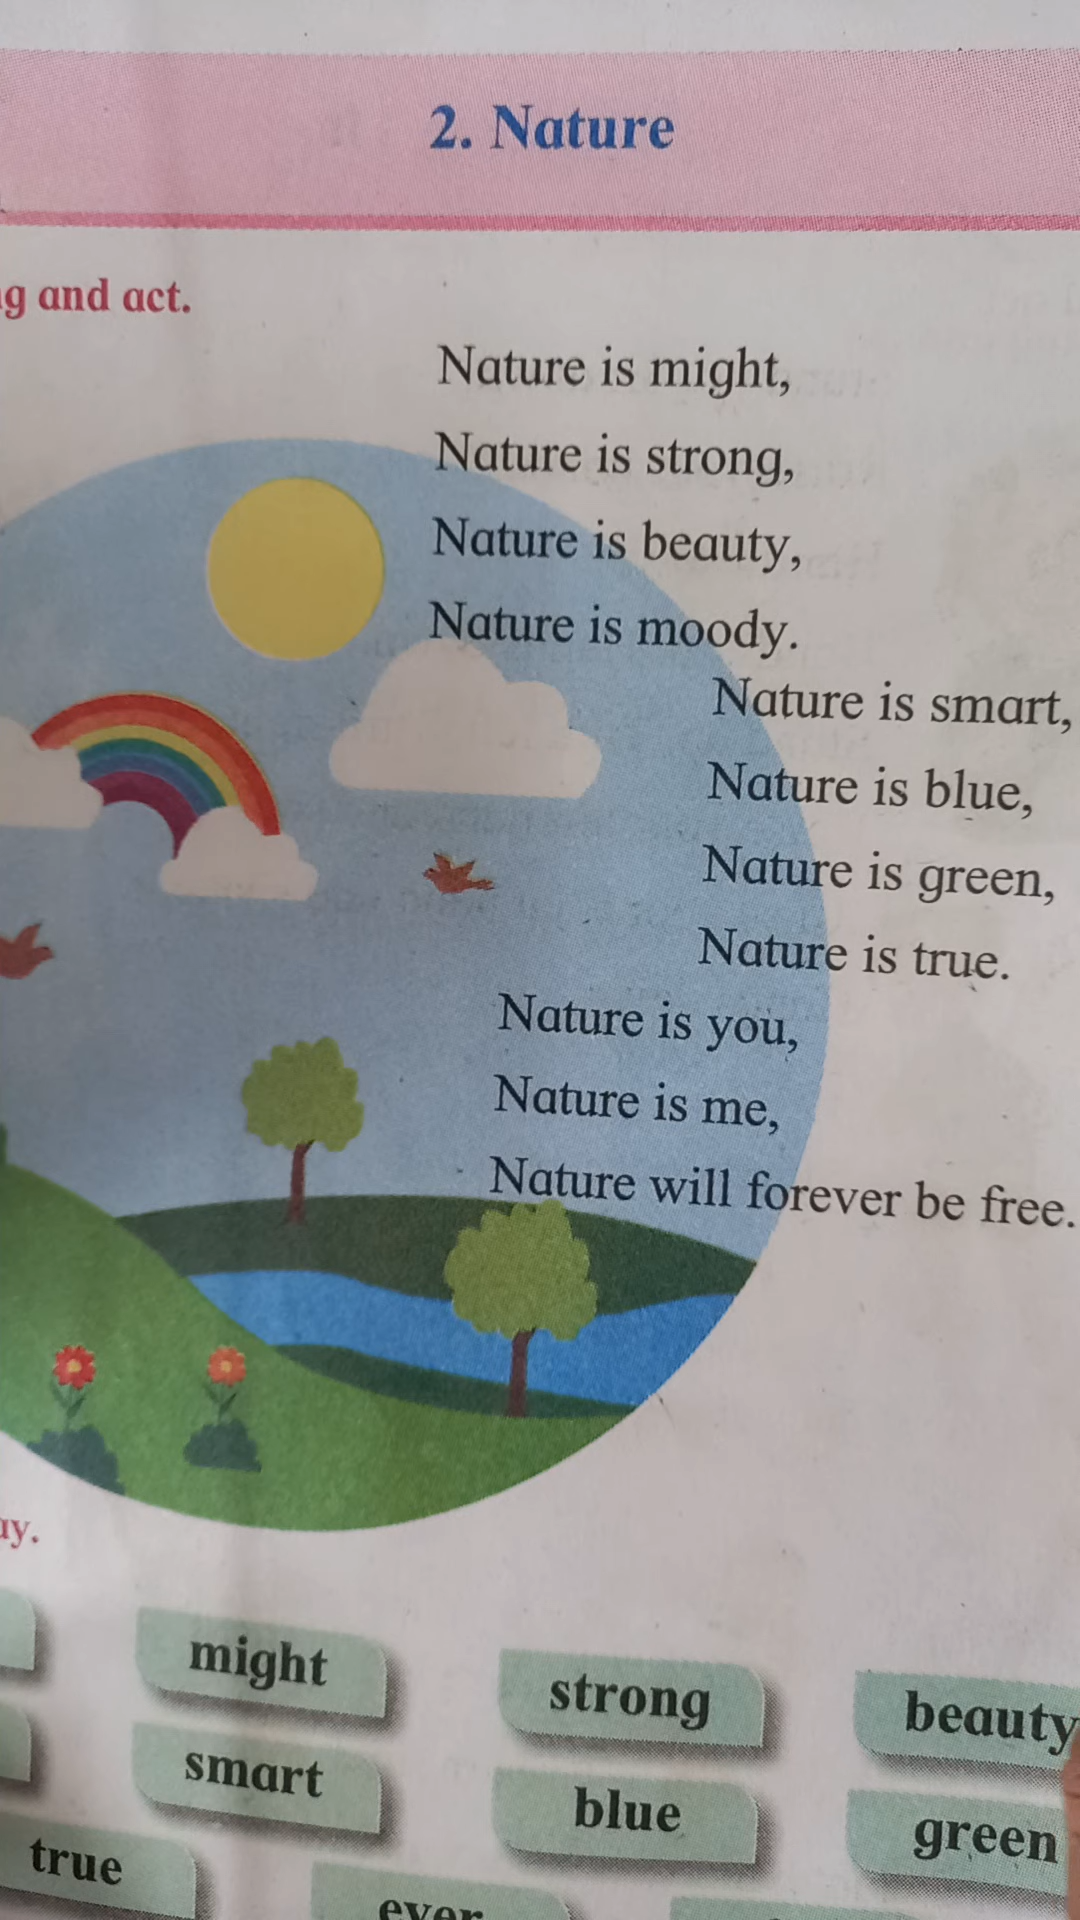 2. Nature
g and act.
Nature is might,
Nature is strong,
Nature is beauty,
Nature is moody.
Nature is smart,
Nature is blue,
Nature is green,
Nature is true.
Nature is you,
Nature is me,
Nature will forever be free.
ay.
might strong beauty
smart blue green
true ever